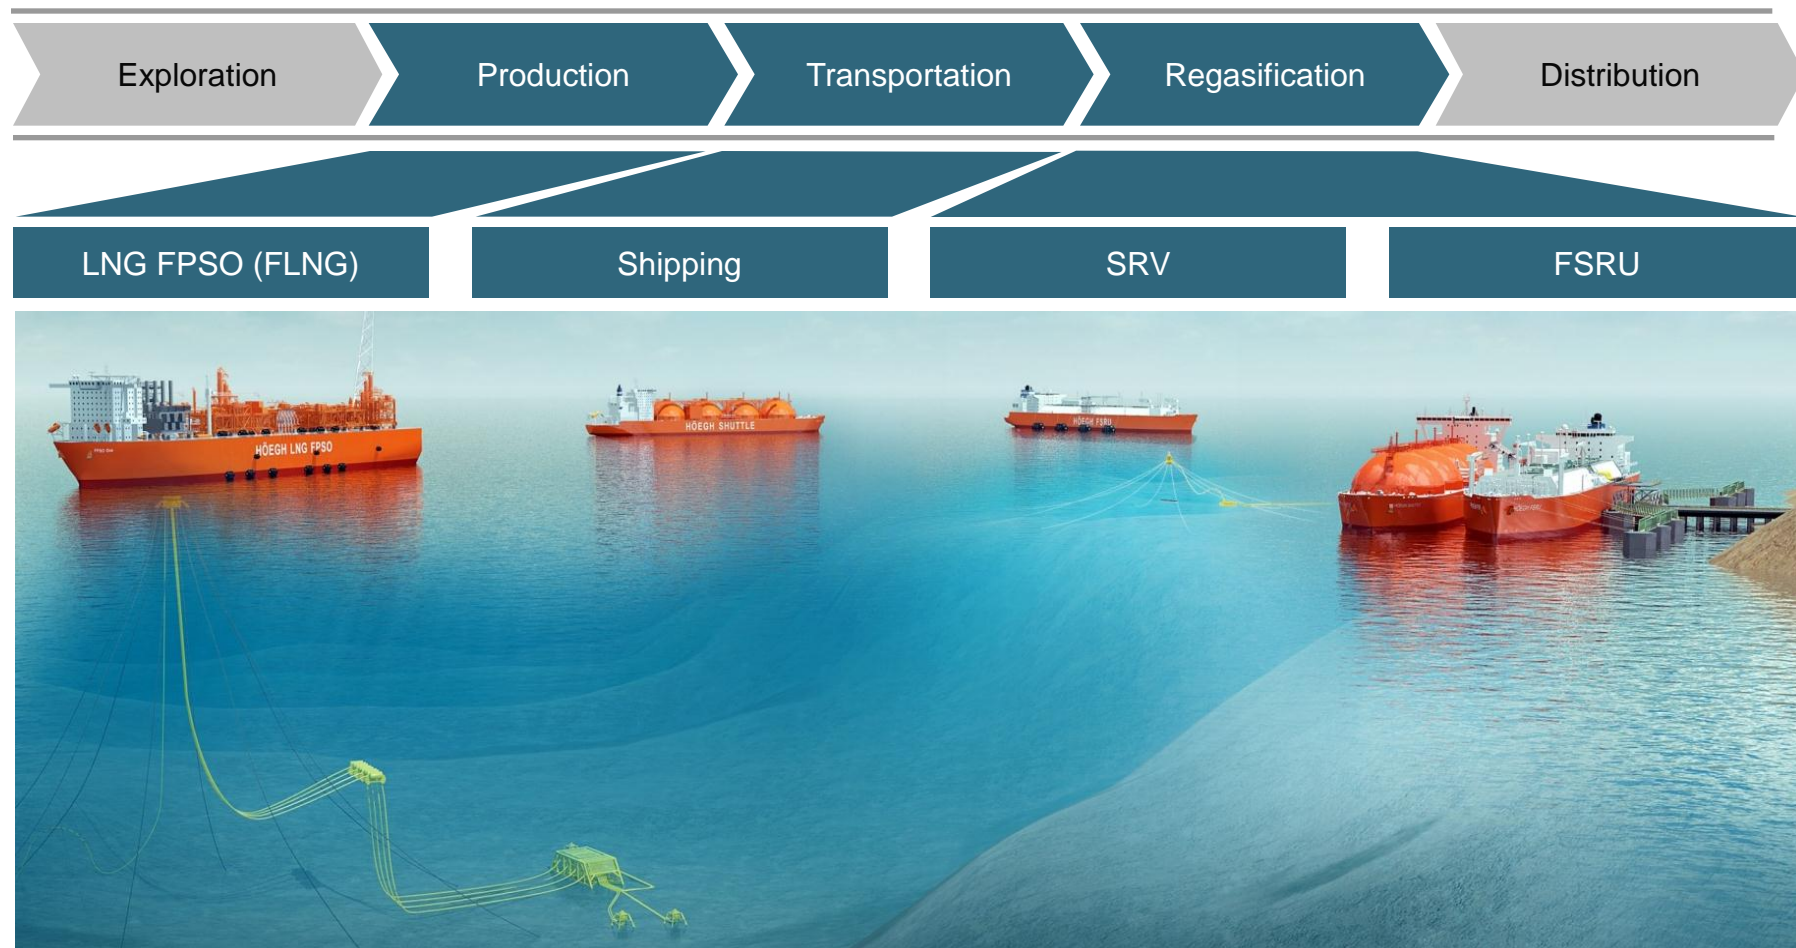 Exploration
Production
Transportation
Regasification
Distribution
LNG FPSO (FLNG)
Shipping
SRV
FSRU
HÖEGH LNG FPSO
HÖEGH SHUTTLE
HÖEGH FSRU